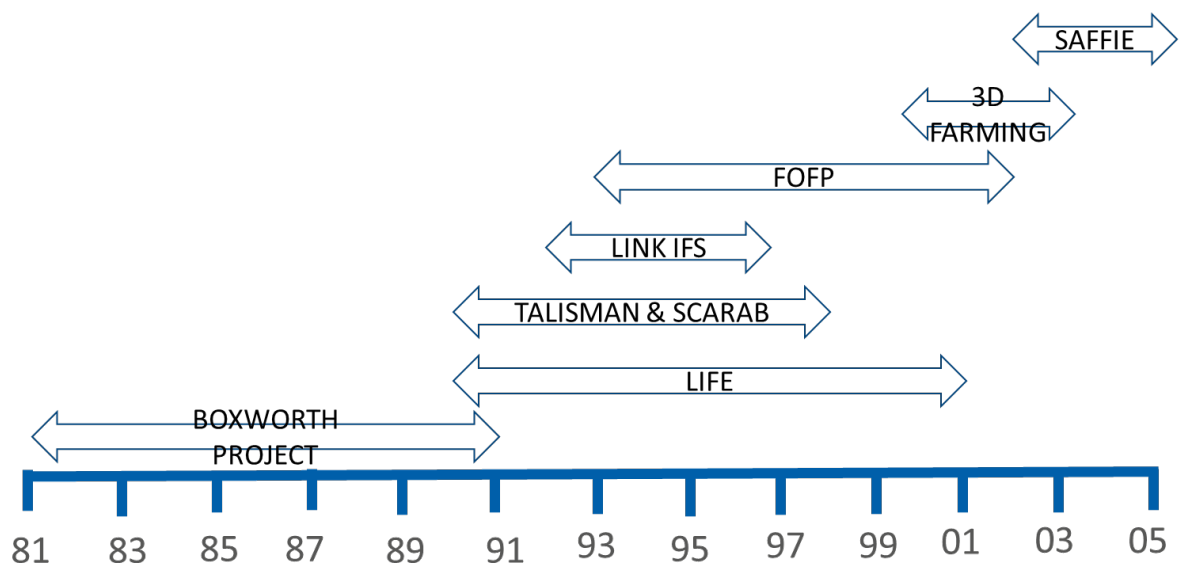 SAFFIE
3D
FARMING
FOFP
LINK IFS
TALISMAN & SCARAB
LIFE
BOXWORTH
PROJECT
81 83 85 87 89 91 93 95 97 99 01 03 05